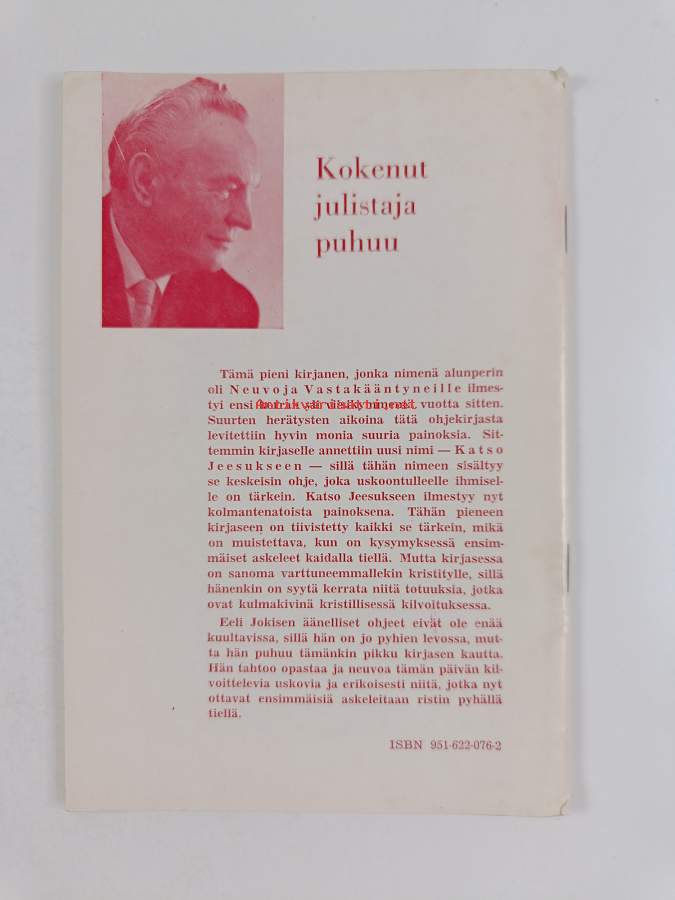 Kokenut
julistaja
puhuu
Tämä pieni kirjanen, jonka nimenä alunperin
oli Neuvoja Vastakääntyneille ilmes-
tyi ensi kerran yli viisikymmentä vuotta sitten.
Suurten herätysten aikoina tätä ohjekirjasta
levitettiin hyvin monia suuria painoksia. Sit-
temmin kirjaselle annettiin uusi nimi — Katso
Jeesukseen — sillä tähän nimeen sisältyy
se keskeisin ohje, joka uskoontulleelle ihmisel-
le on tärkein. Katso Jeesukseen ilmestyy nyt
kolmantenatoista painoksena. Tähän pieneen
kirjaseen on tiivistetty kaikki se tärkein, mikä
on muistettava, kun on kysymyksessä ensim-
mäiset askeleet kaidalla tiellä. Mutta kirjasessa
on sanoma varttuneemmallekin kristitylle, sillä
hänenkin on syytä kerrata niitä totuuksia, jotka
ovat kulmakivinä kristillisessä kilvoituksessa.
Eeli Jokisen äänelliset ohjeet eivät ole enää
kuultavissa, sillä hän on jo pyhien levossa, mut-
ta hän puhuu tämänkin pikku kirjasen kautta.
Hän tahtoo opastaa ja neuvoa tämän päivän kil-
voittelevia uskovia ja erikoisesti niitä, jotka nyt
ottavat ensimmäisiä askeleitaan ristin pyhällä
tiellä.
ISBN 951-622-076-2